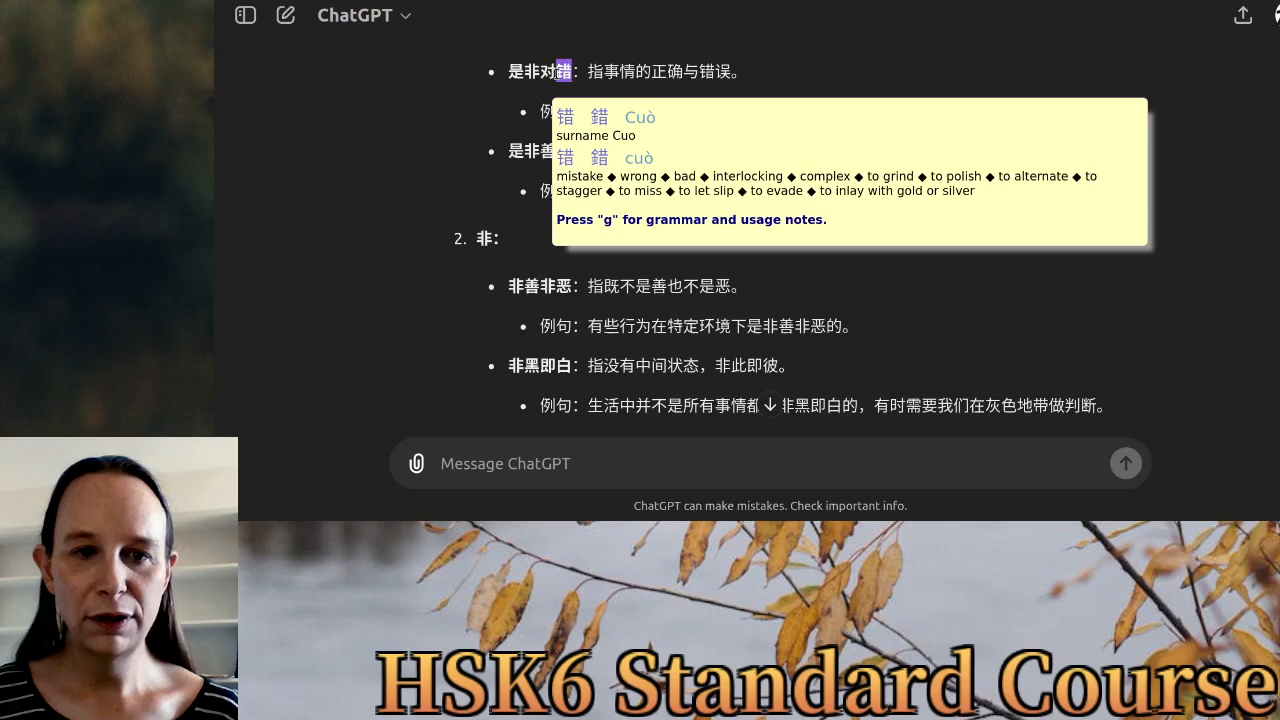 ChatGPT
是非对错：指事情的正确与错误。
例
错 錯 Cuò
surname Cuo
是非善
错 錯 cuò
mistake ◆ wrong ◆ bad ◆ interlocking ◆ complex ◆ to grind ◆ to polish ◆ to alternate ◆ to
stagger ◆ to miss ◆ to let slip ◆ to evade ◆ to inlay with gold or silver
例
Press "g" for grammar and usage notes.
2. 非：
非善非恶：指既不是善也不是恶。
例句：有些行为在特定环境下是非善非恶的。
非黑即白：指没有中间状态，非此即彼。
例句：生活中并不是所有事情都非黑即白的，有时需要我们在灰色地带做判断。
Message ChatGPT
ChatGPT can make mistakes. Check important info.
HSK6 Standard Course